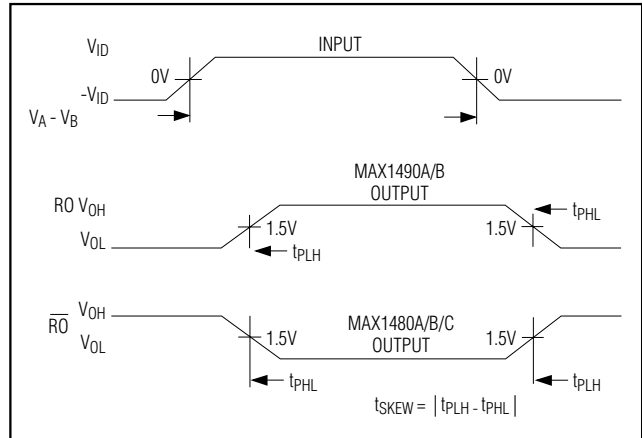 V_ID INPUT
0V 0V
-V_ID
V_A - V_B
MAX1490A/B
OUTPUT
RO V_OH t_PHL
1.5V 1.5V
V_OL t_PLH
R̅O̅ V_OH
V_OL 1.5V MAX1480A/B/C 1.5V
OUTPUT
t_PHL t_PLH
t_SKEW = | t_PLH - t_PHL |